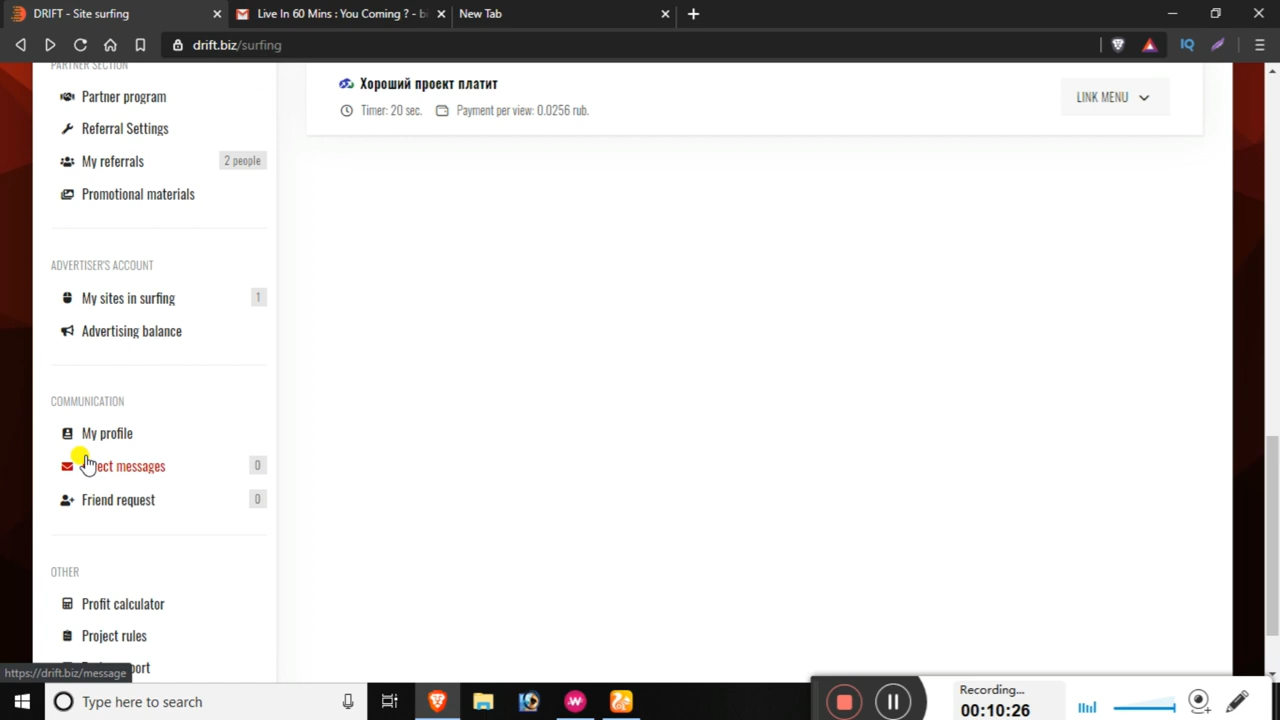 DRIFT - Site surfing
Live In 60 Mins : You Coming ? -
New Tab
drift.biz/surfing
IQ
PARTNER SECTION
Partner program
Referral Settings
My referrals 2 people
Promotional materials
ADVERTISER'S ACCOUNT
My sites in surfing 1
Advertising balance
COMMUNICATION
My profile
messages 0
Friend request 0
OTHER
Profit calculator
Project rules
Хороший проект платит
Timer: 20 sec. Payment per view: 0.0256 rub.
LINK MENU
https://drift.biz/message
Type here to search
Recording...
00:10:26